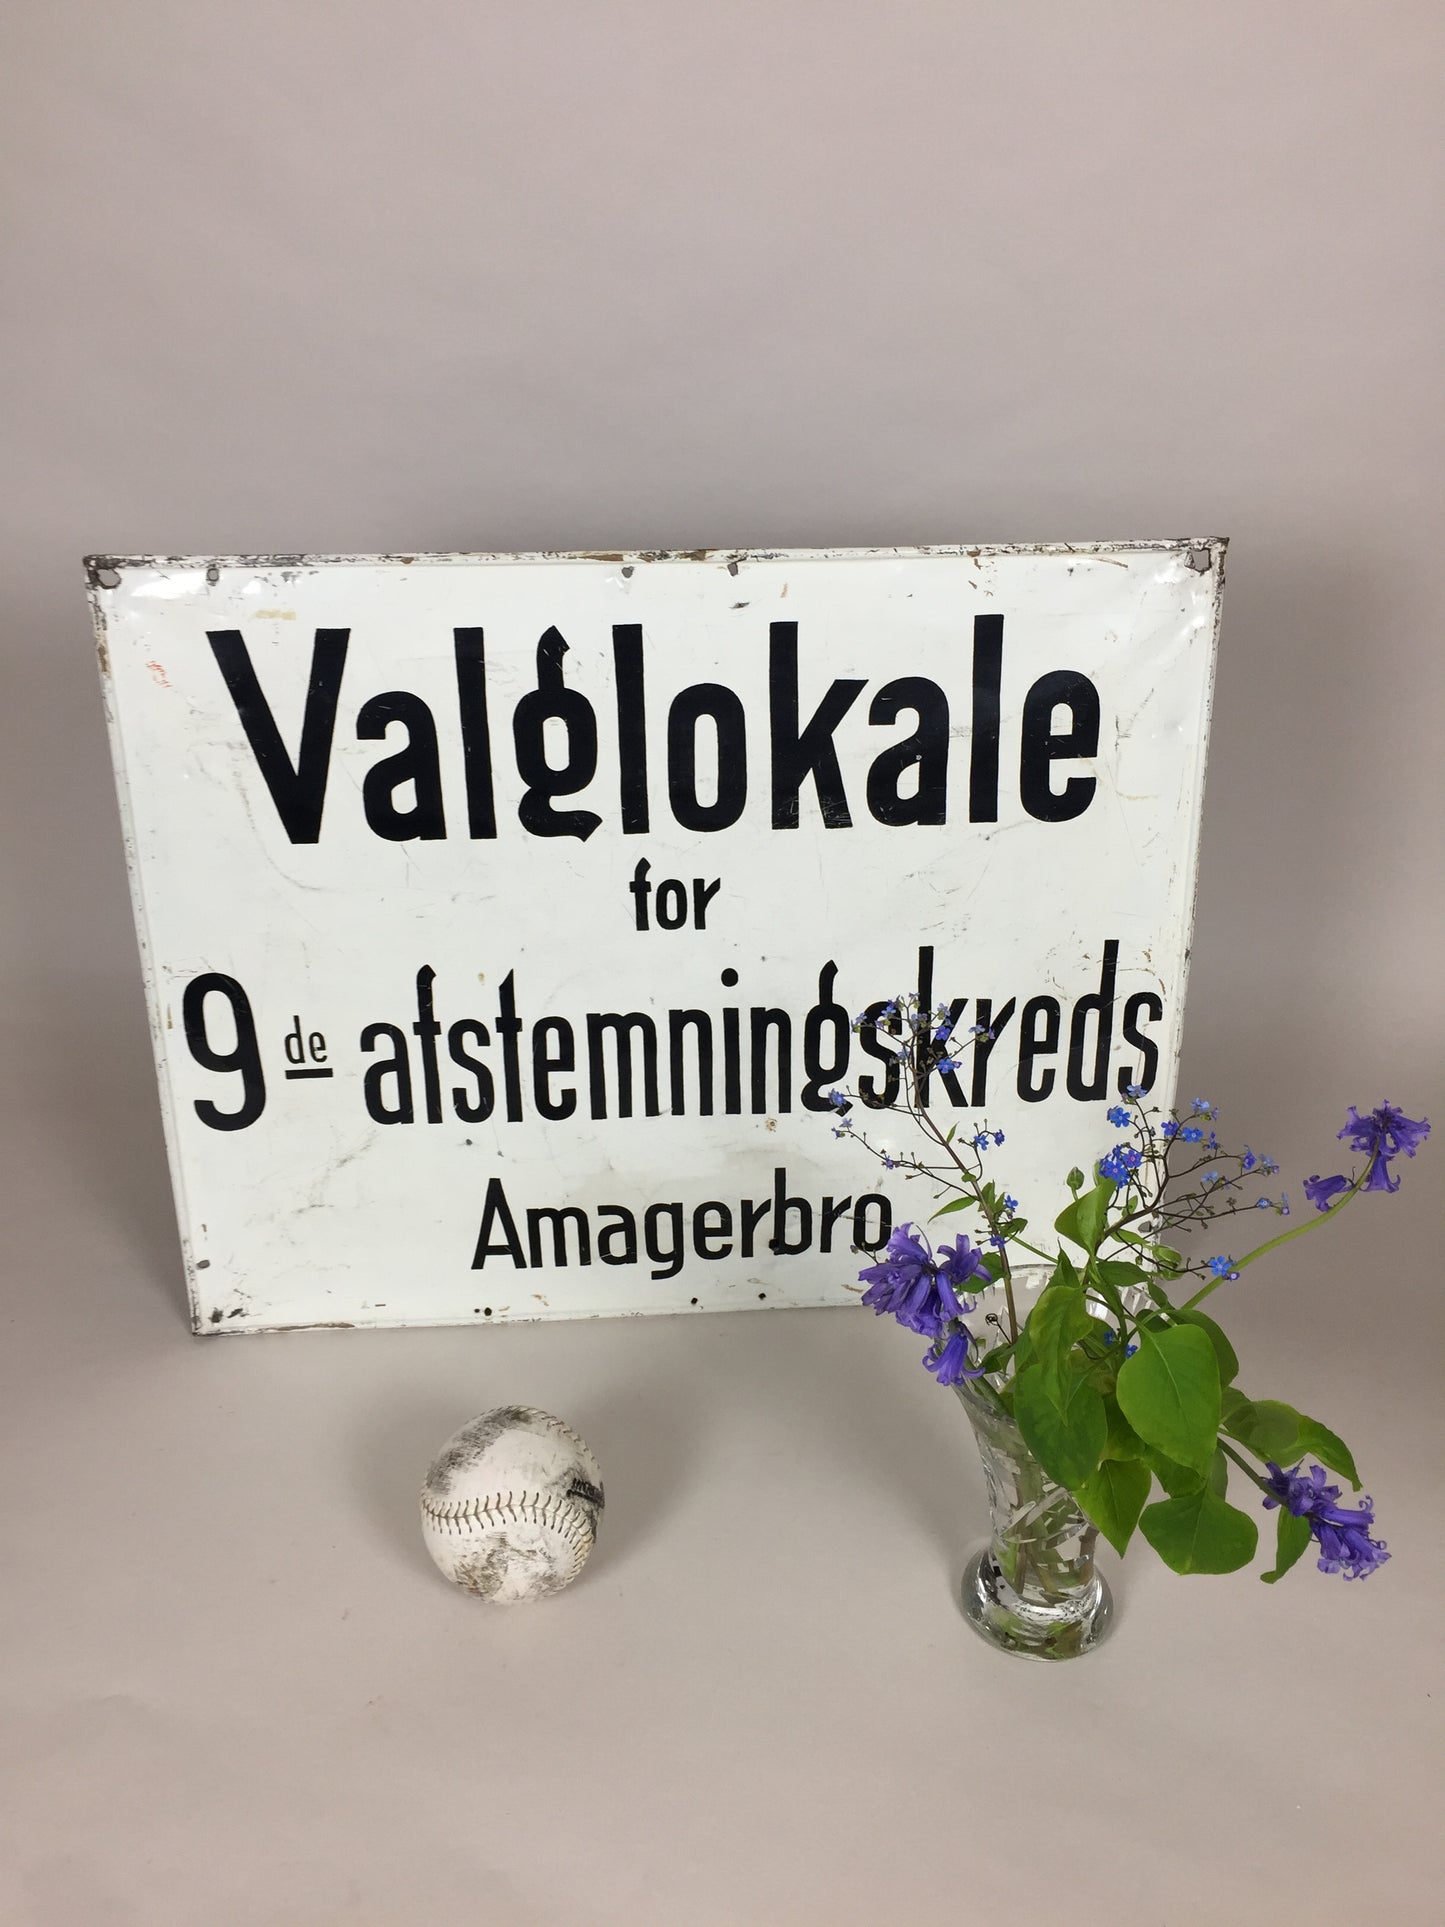 Valglokale
for
9de afstemningskreds
Amagerbro